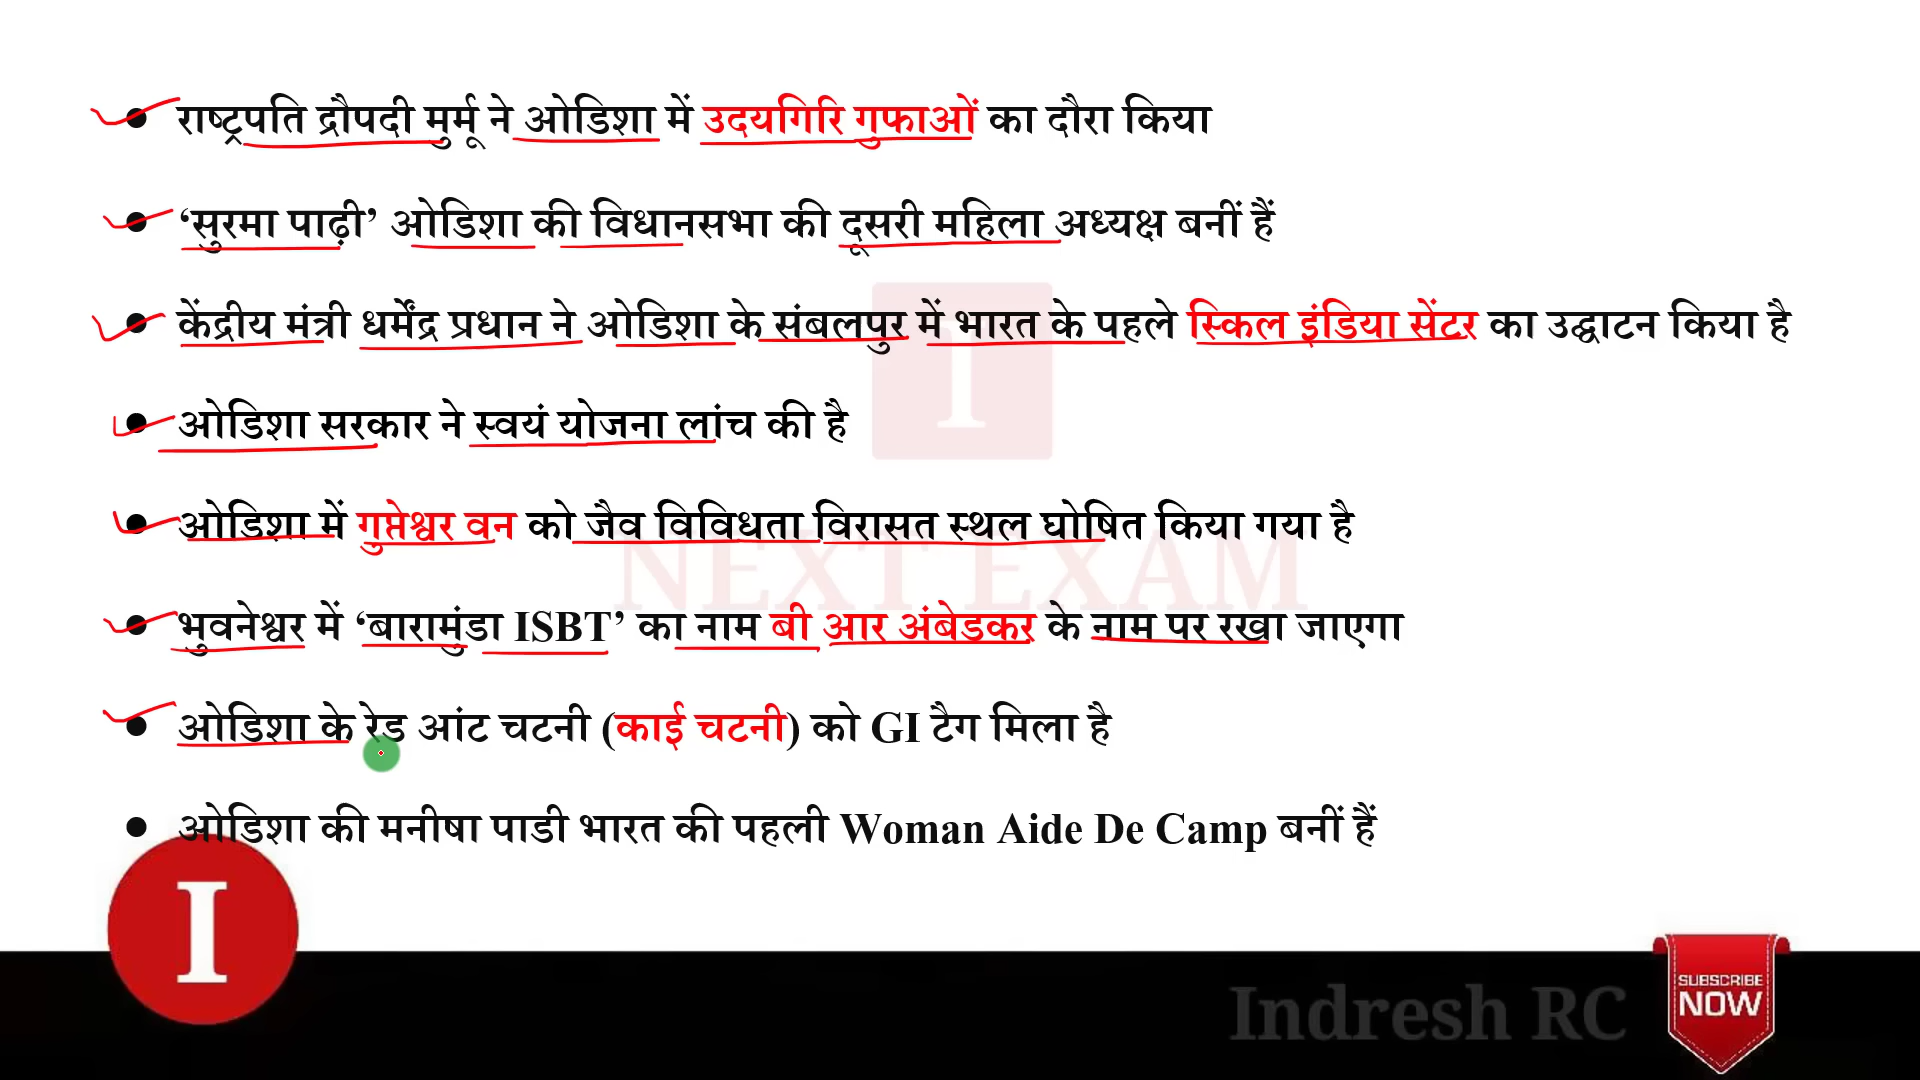 ● राष्ट्रपति द्रौपदी मुर्मू ने ओडिशा में उदयगिरि गुफाओं का दौरा किया
● ‘सुरमा पाढ़ी’ ओडिशा की विधानसभा की दूसरी महिला अध्यक्ष बनीं हैं
● केंद्रीय मंत्री धर्मेंद्र प्रधान ने ओडिशा के संबलपुर में भारत के पहले स्किल इंडिया सेंटर का उद्घाटन किया है
I
● ओडिशा सरकार ने स्वयं योजना लांच की है
● ओडिशा में गुप्तेश्वर वन को जैव विविधता विरासत स्थल घोषित किया गया है
NEXT EXAM
● भुवनेश्वर में ‘बारामुंडा ISBT’ का नाम बी आर अंबेडकर के नाम पर रखा जाएगा
● ओडिशा के रेड आंट चटनी (काई चटनी) को GI टैग मिला है
● ओडिशा की मनीषा पाडी भारत की पहली Woman Aide De Camp बनीं हैं
I
Indresh RC
SUBSCRIBE
NOW